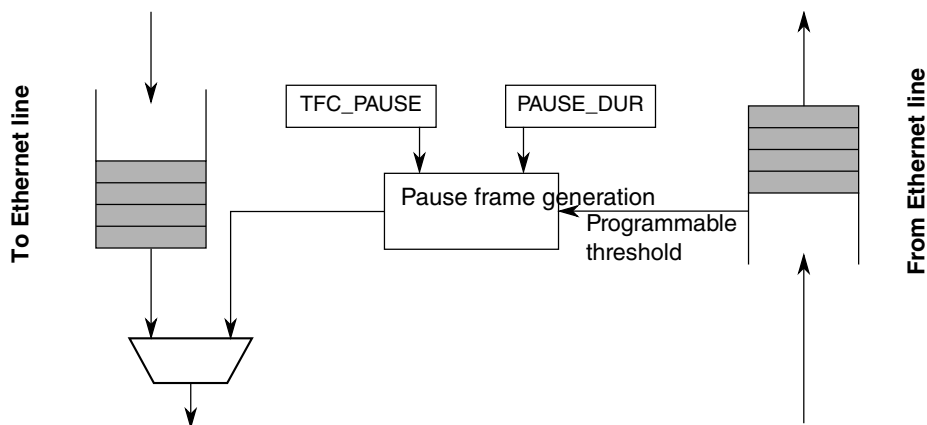 To Ethernet line
TFC_PAUSE
PAUSE_DUR
Pause frame generation
Programmable
threshold
From Ethernet line